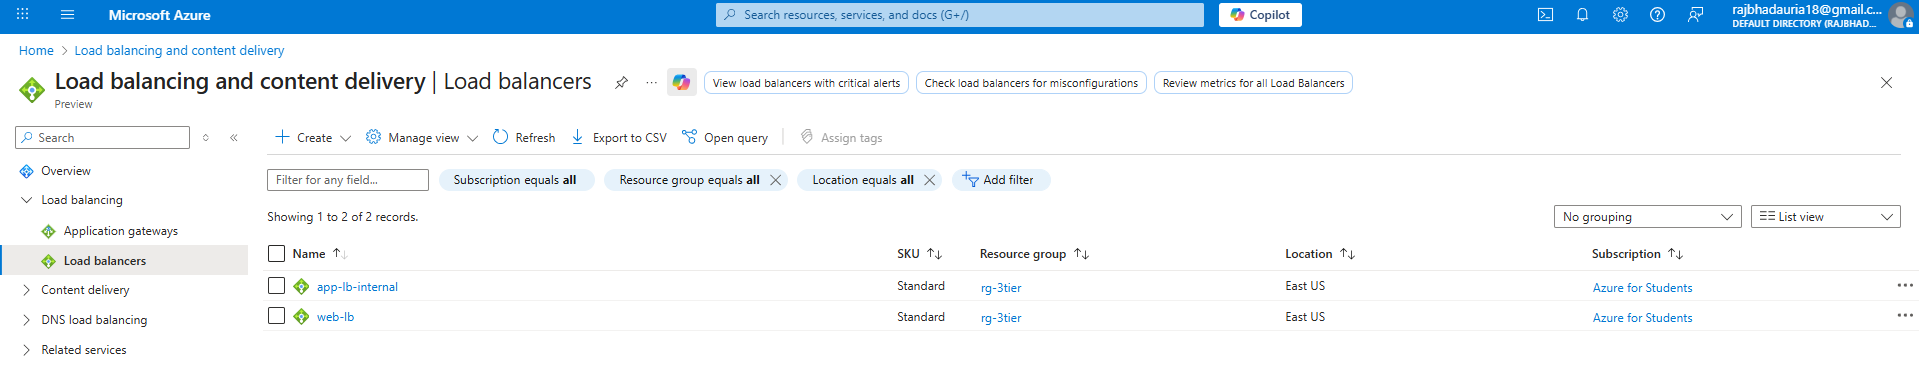 Microsoft Azure
Search resources, services, and docs (G+/)
Copilot
rajbhadauria18@gmail.c...
DEFAULT DIRECTORY (RAJBHAD...
Home > Load balancing and content delivery
Load balancing and content delivery | Load balancers
Preview
View load balancers with critical alerts
Check load balancers for misconfigurations
Review metrics for all Load Balancers
Search
Create
Manage view
Refresh
Export to CSV
Open query
Assign tags
Overview
Load balancing
Application gateways
Load balancers
Content delivery
DNS load balancing
Related services
Filter for any field...
Subscription equals all
Resource group equals all
Location equals all
Add filter
Showing 1 to 2 of 2 records.
No grouping
List view
Name SKU Resource group Location Subscription
app-lb-internal Standard rg-3tier East US Azure for Students
web-lb Standard rg-3tier East US Azure for Students